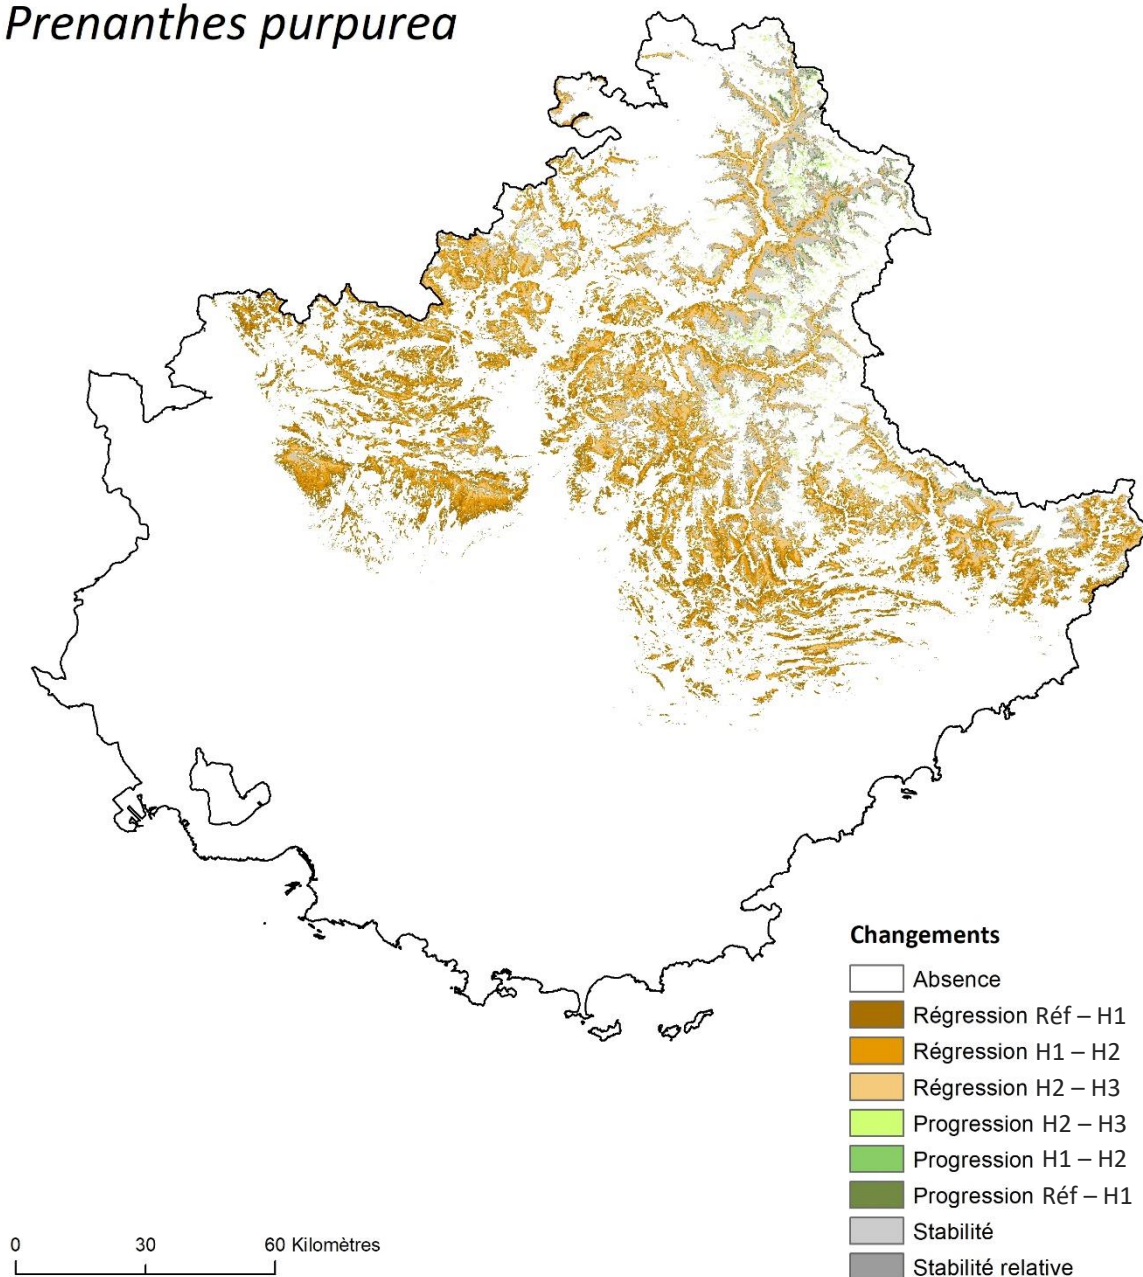 Prenanthes purpurea
Changements
Absence
Régression Réf – H1
Régression H1 – H2
Régression H2 – H3
Progression H2 – H3
Progression H1 – H2
Progression Réf – H1
Stabilité
Stabilité relative
0 30 60 Kilomètres